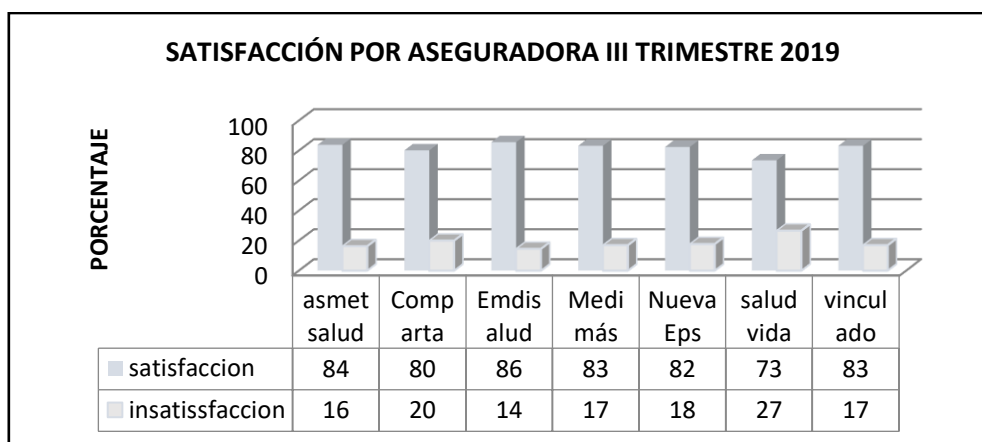 SATISFACCIÓN POR ASEGURADORA III TRIMESTRE 2019
PORCENTAJE
100
80
60
40
20
0
asmet Comp Emdis Medi Nueva salud vincul
salud arta alud más Eps vida ado
satisfaccion 84 80 86 83 82 73 83
insatissfaccion 16 20 14 17 18 27 17